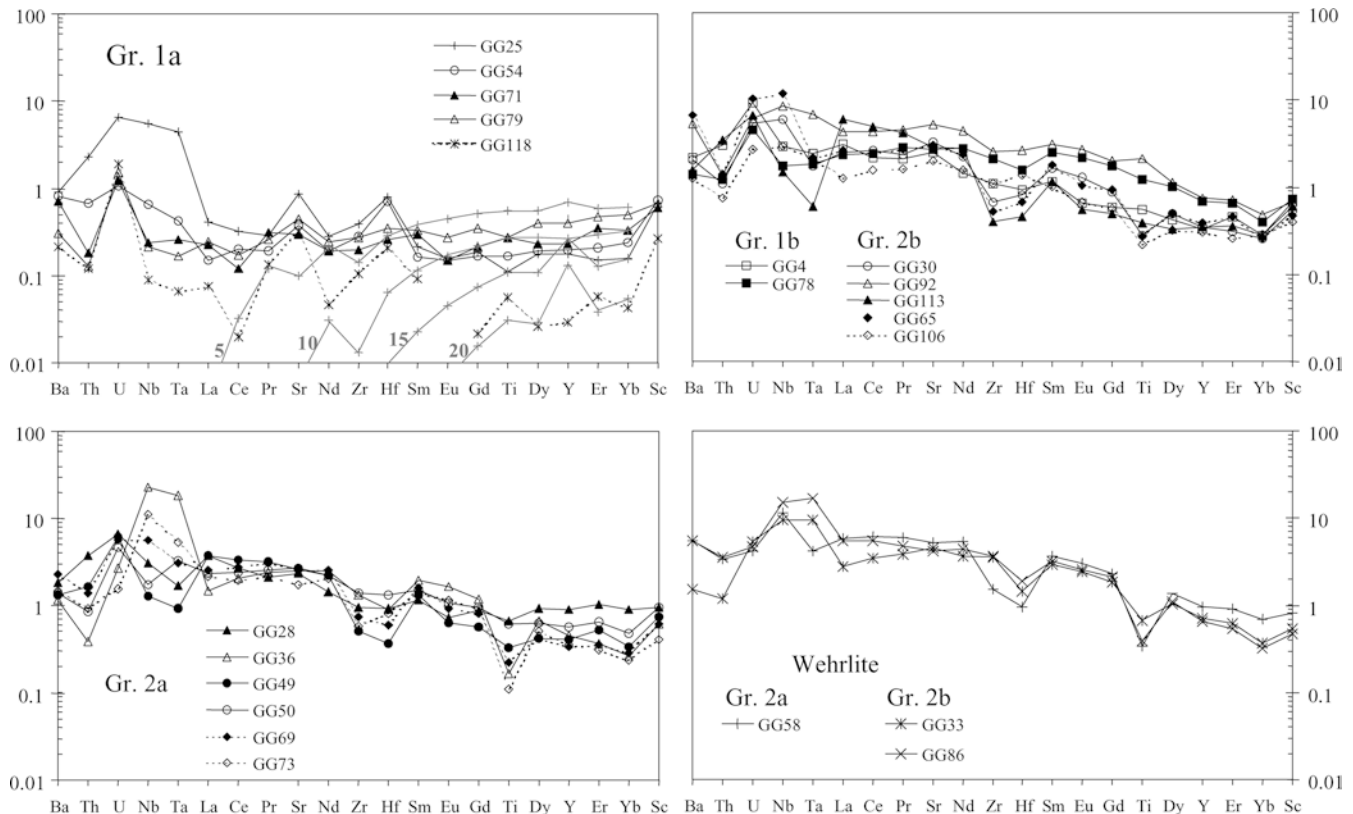 100
10
1
0.1
0.01
Gr. 1a
GG25
GG54
GG71
GG79
GG118
5
10
15
20
Ba Th U Nb Ta La Ce Pr Sr Nd Zr Hf Sm Eu Gd Ti Dy Y Er Yb Sc
100
10
1
0.1
0.01
Gr. 1b Gr. 2b
GG4 GG30
GG78 GG92
GG113
GG65
GG106
Ba Th U Nb Ta La Ce Pr Sr Nd Zr Hf Sm Eu Gd Ti Dy Y Er Yb Sc
100
10
1
0.1
0.01
Gr. 2a
GG28
GG36
GG49
GG50
GG69
GG73
Ba Th U Nb Ta La Ce Pr Sr Nd Zr Hf Sm Eu Gd Ti Dy Y Er Yb Sc
100
10
1
0.1
0.01
Wehrlite
Gr. 2a Gr. 2b
GG58 GG33
GG86
Ba Th U Nb Ta La Ce Pr Sr Nd Zr Hf Sm Eu Gd Ti Dy Y Er Yb Sc